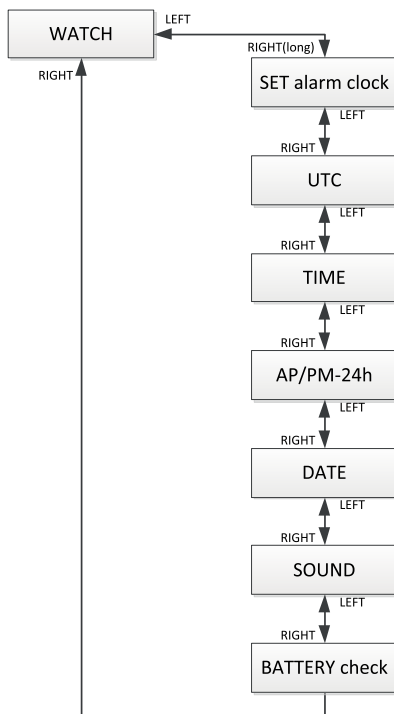 WATCH
LEFT
RIGHT(long)
RIGHT
SET alarm clock
LEFT
RIGHT
UTC
LEFT
RIGHT
TIME
LEFT
RIGHT
AP/PM-24h
LEFT
RIGHT
DATE
LEFT
RIGHT
SOUND
LEFT
RIGHT
BATTERY check